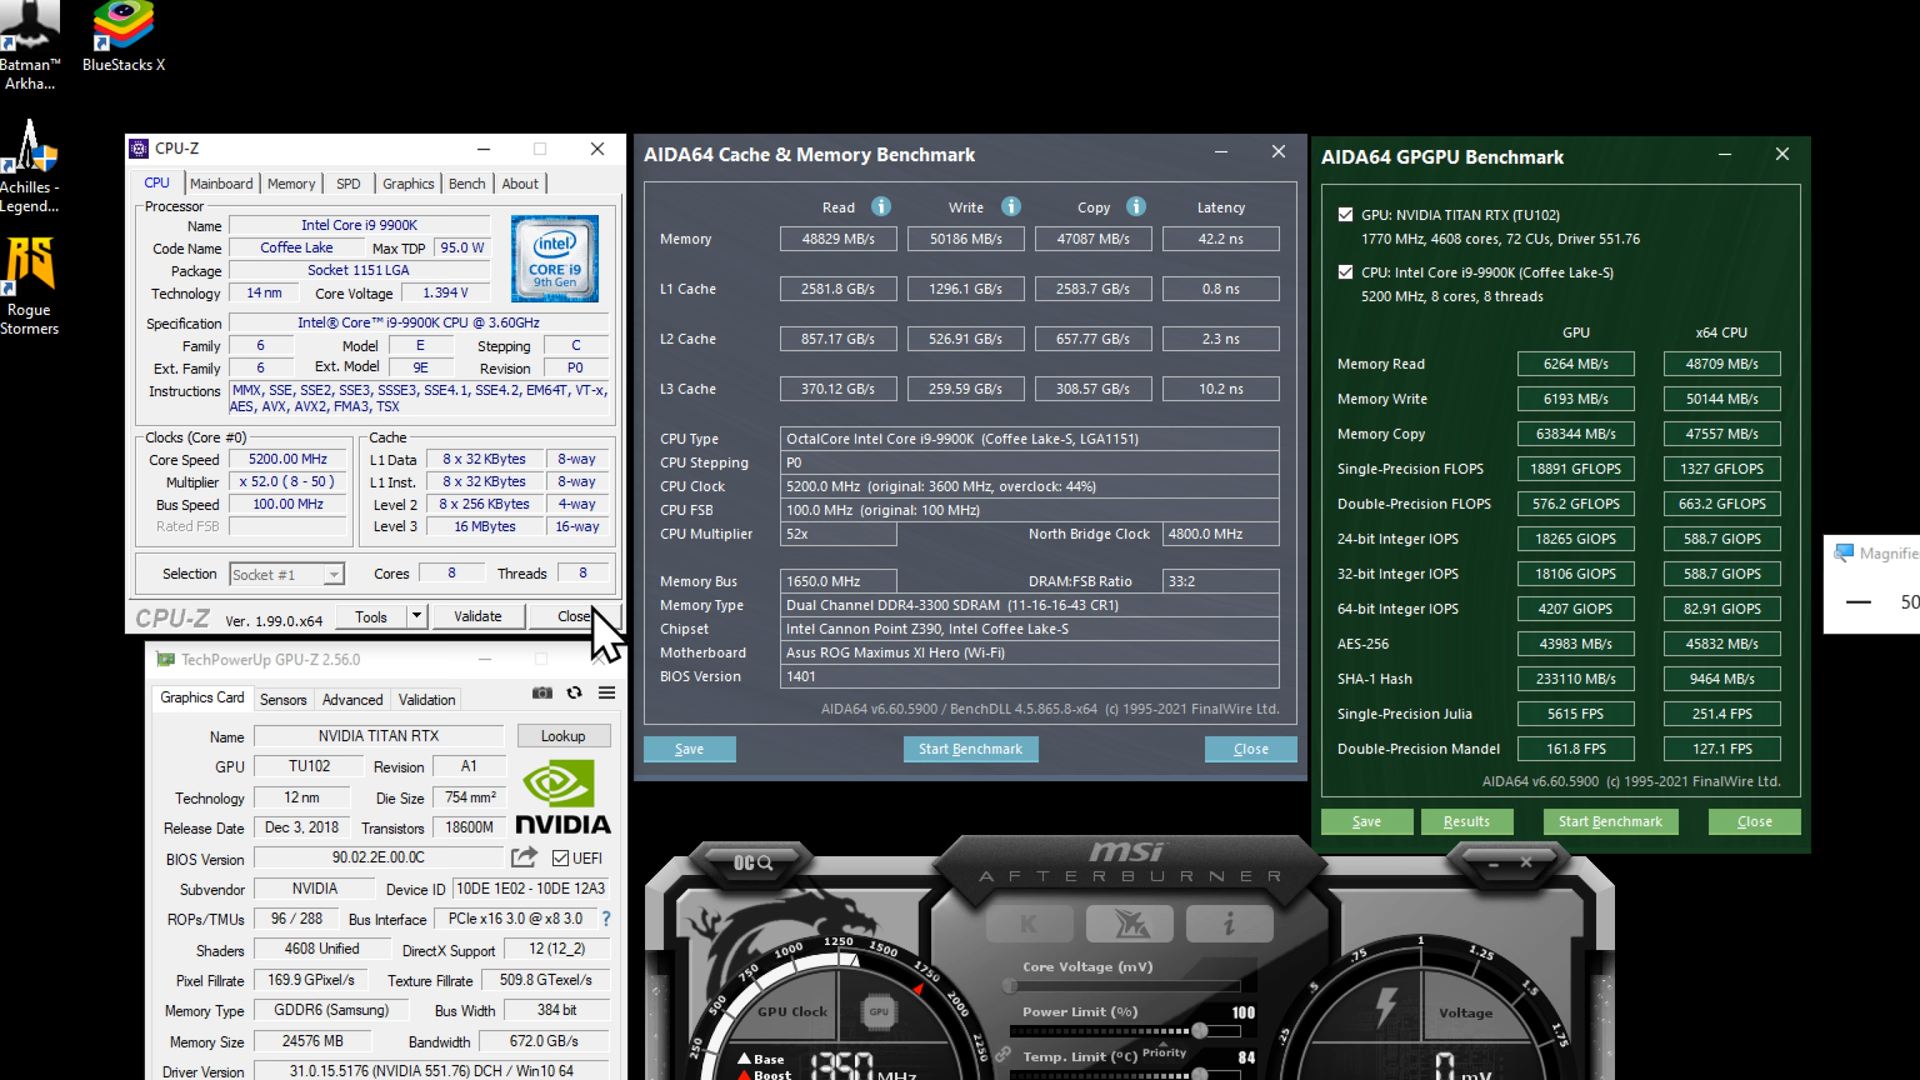 Batman™
Arkha...
BlueStacks X
Achilles -
Legend...
RS
Rogue
Stormers
CPU-Z
CPU Mainboard Memory SPD Graphics Bench About
Processor
Name Intel Core i9 9900K
Code Name Coffee Lake Max TDP 95.0 W
Package Socket 1151 LGA
Technology 14 nm Core Voltage 1.394 V
intel
CORE i9
9th Gen
Specification Intel® Core™ i9-9900K CPU @ 3.60GHz
Family 6 Model E Stepping C
Ext. Family 6 Ext. Model 9E Revision P0
Instructions MMX, SSE, SSE2, SSE3, SSSE3, SSE4.1, SSE4.2, EM64T, VT-x,
AES, AVX, AVX2, FMA3, TSX
Clocks (Core #0)
Core Speed 5200.00 MHz
Multiplier x 52.0 ( 8 - 50 )
Bus Speed 100.00 MHz
Rated FSB
Cache
L1 Data 8 x 32 KBytes 8-way
L1 Inst. 8 x 32 KBytes 8-way
Level 2 8 x 256 KBytes 4-way
Level 3 16 MBytes 16-way
Selection Socket #1 Cores 8 Threads 8
CPU-Z Ver. 1.99.0.x64 Tools Validate Close
TechPowerUp GPU-Z 2.56.0
Graphics Card Sensors Advanced Validation
Name NVIDIA TITAN RTX Lookup
GPU TU102 Revision A1
Technology 12 nm Die Size 754 mm²
Release Date Dec 3, 2018 Transistors 18600M
NVIDIA
BIOS Version 90.02.2E.00.0C UEFI
Subvendor NVIDIA Device ID 10DE 1E02 - 10DE 12A3
ROPs/TMUs 96 / 288 Bus Interface PCIe x16 3.0 @ x8 3.0 ?
Shaders 4608 Unified DirectX Support 12 (12_2)
Pixel Fillrate 169.9 GPixel/s Texture Fillrate 509.8 GTexel/s
Memory Type GDDR6 (Samsung) Bus Width 384 bit
Memory Size 24576 MB Bandwidth 672.0 GB/s
Driver Version 31.0.15.5176 (NVIDIA 551.76) DCH / Win10 64
AIDA64 Cache & Memory Benchmark
Read Write Copy Latency
Memory 48829 MB/s 50186 MB/s 47087 MB/s 42.2 ns
L1 Cache 2581.8 GB/s 1296.1 GB/s 2583.7 GB/s 0.8 ns
L2 Cache 857.17 GB/s 526.91 GB/s 657.77 GB/s 2.3 ns
L3 Cache 370.12 GB/s 259.59 GB/s 308.57 GB/s 10.2 ns
CPU Type OctalCore Intel Core i9-9900K (Coffee Lake-S, LGA1151)
CPU Stepping P0
CPU Clock 5200.0 MHz (original: 3600 MHz, overclock: 44%)
CPU FSB 100.0 MHz (original: 100 MHz)
CPU Multiplier 52x North Bridge Clock 4800.0 MHz
Memory Bus 1650.0 MHz DRAM:FSB Ratio 33:2
Memory Type Dual Channel DDR4-3300 SDRAM (11-16-16-43 CR1)
Chipset Intel Cannon Point Z390, Intel Coffee Lake-S
Motherboard Asus ROG Maximus XI Hero (Wi-Fi)
BIOS Version 1401
AIDA64 v6.60.5900 / BenchDLL 4.5.865.8-x64 (c) 1995-2021 FinalWire Ltd.
Save Start Benchmark Close
AIDA64 GPGPU Benchmark
GPU: NVIDIA TITAN RTX (TU102)
1770 MHz, 4608 cores, 72 CUs, Driver 551.76
CPU: Intel Core i9-9900K (Coffee Lake-S)
5200 MHz, 8 cores, 8 threads
GPU x64 CPU
Memory Read 6264 MB/s 48709 MB/s
Memory Write 6193 MB/s 50144 MB/s
Memory Copy 638344 MB/s 47557 MB/s
Single-Precision FLOPS 18891 GFLOPS 1327 GFLOPS
Double-Precision FLOPS 576.2 GFLOPS 663.2 GFLOPS
24-bit Integer IOPS 18265 GIOPS 588.7 GIOPS
32-bit Integer IOPS 18106 GIOPS 588.7 GIOPS
64-bit Integer IOPS 4207 GIOPS 82.91 GIOPS
AES-256 43983 MB/s 45832 MB/s
SHA-1 Hash 233110 MB/s 9464 MB/s
Single-Precision Julia 5615 FPS 251.4 FPS
Double-Precision Mandel 161.8 FPS 127.1 FPS
AIDA64 v6.60.5900 (c) 1995-2021 FinalWire Ltd.
Save Results Start Benchmark Close
Magnifie
50
OC
msi
AFTERBURNER
K i
250 500 750 1000 1250 1500 1750 2000 2250
GPU Clock GPU
Base
Boost
1350 MHz
Core Voltage (mV)
Power Limit (%) 100
Temp. Limit (°C) Priority 84
.25 .5 .75 1 1.25 1.5 1.75
Voltage
0 mV